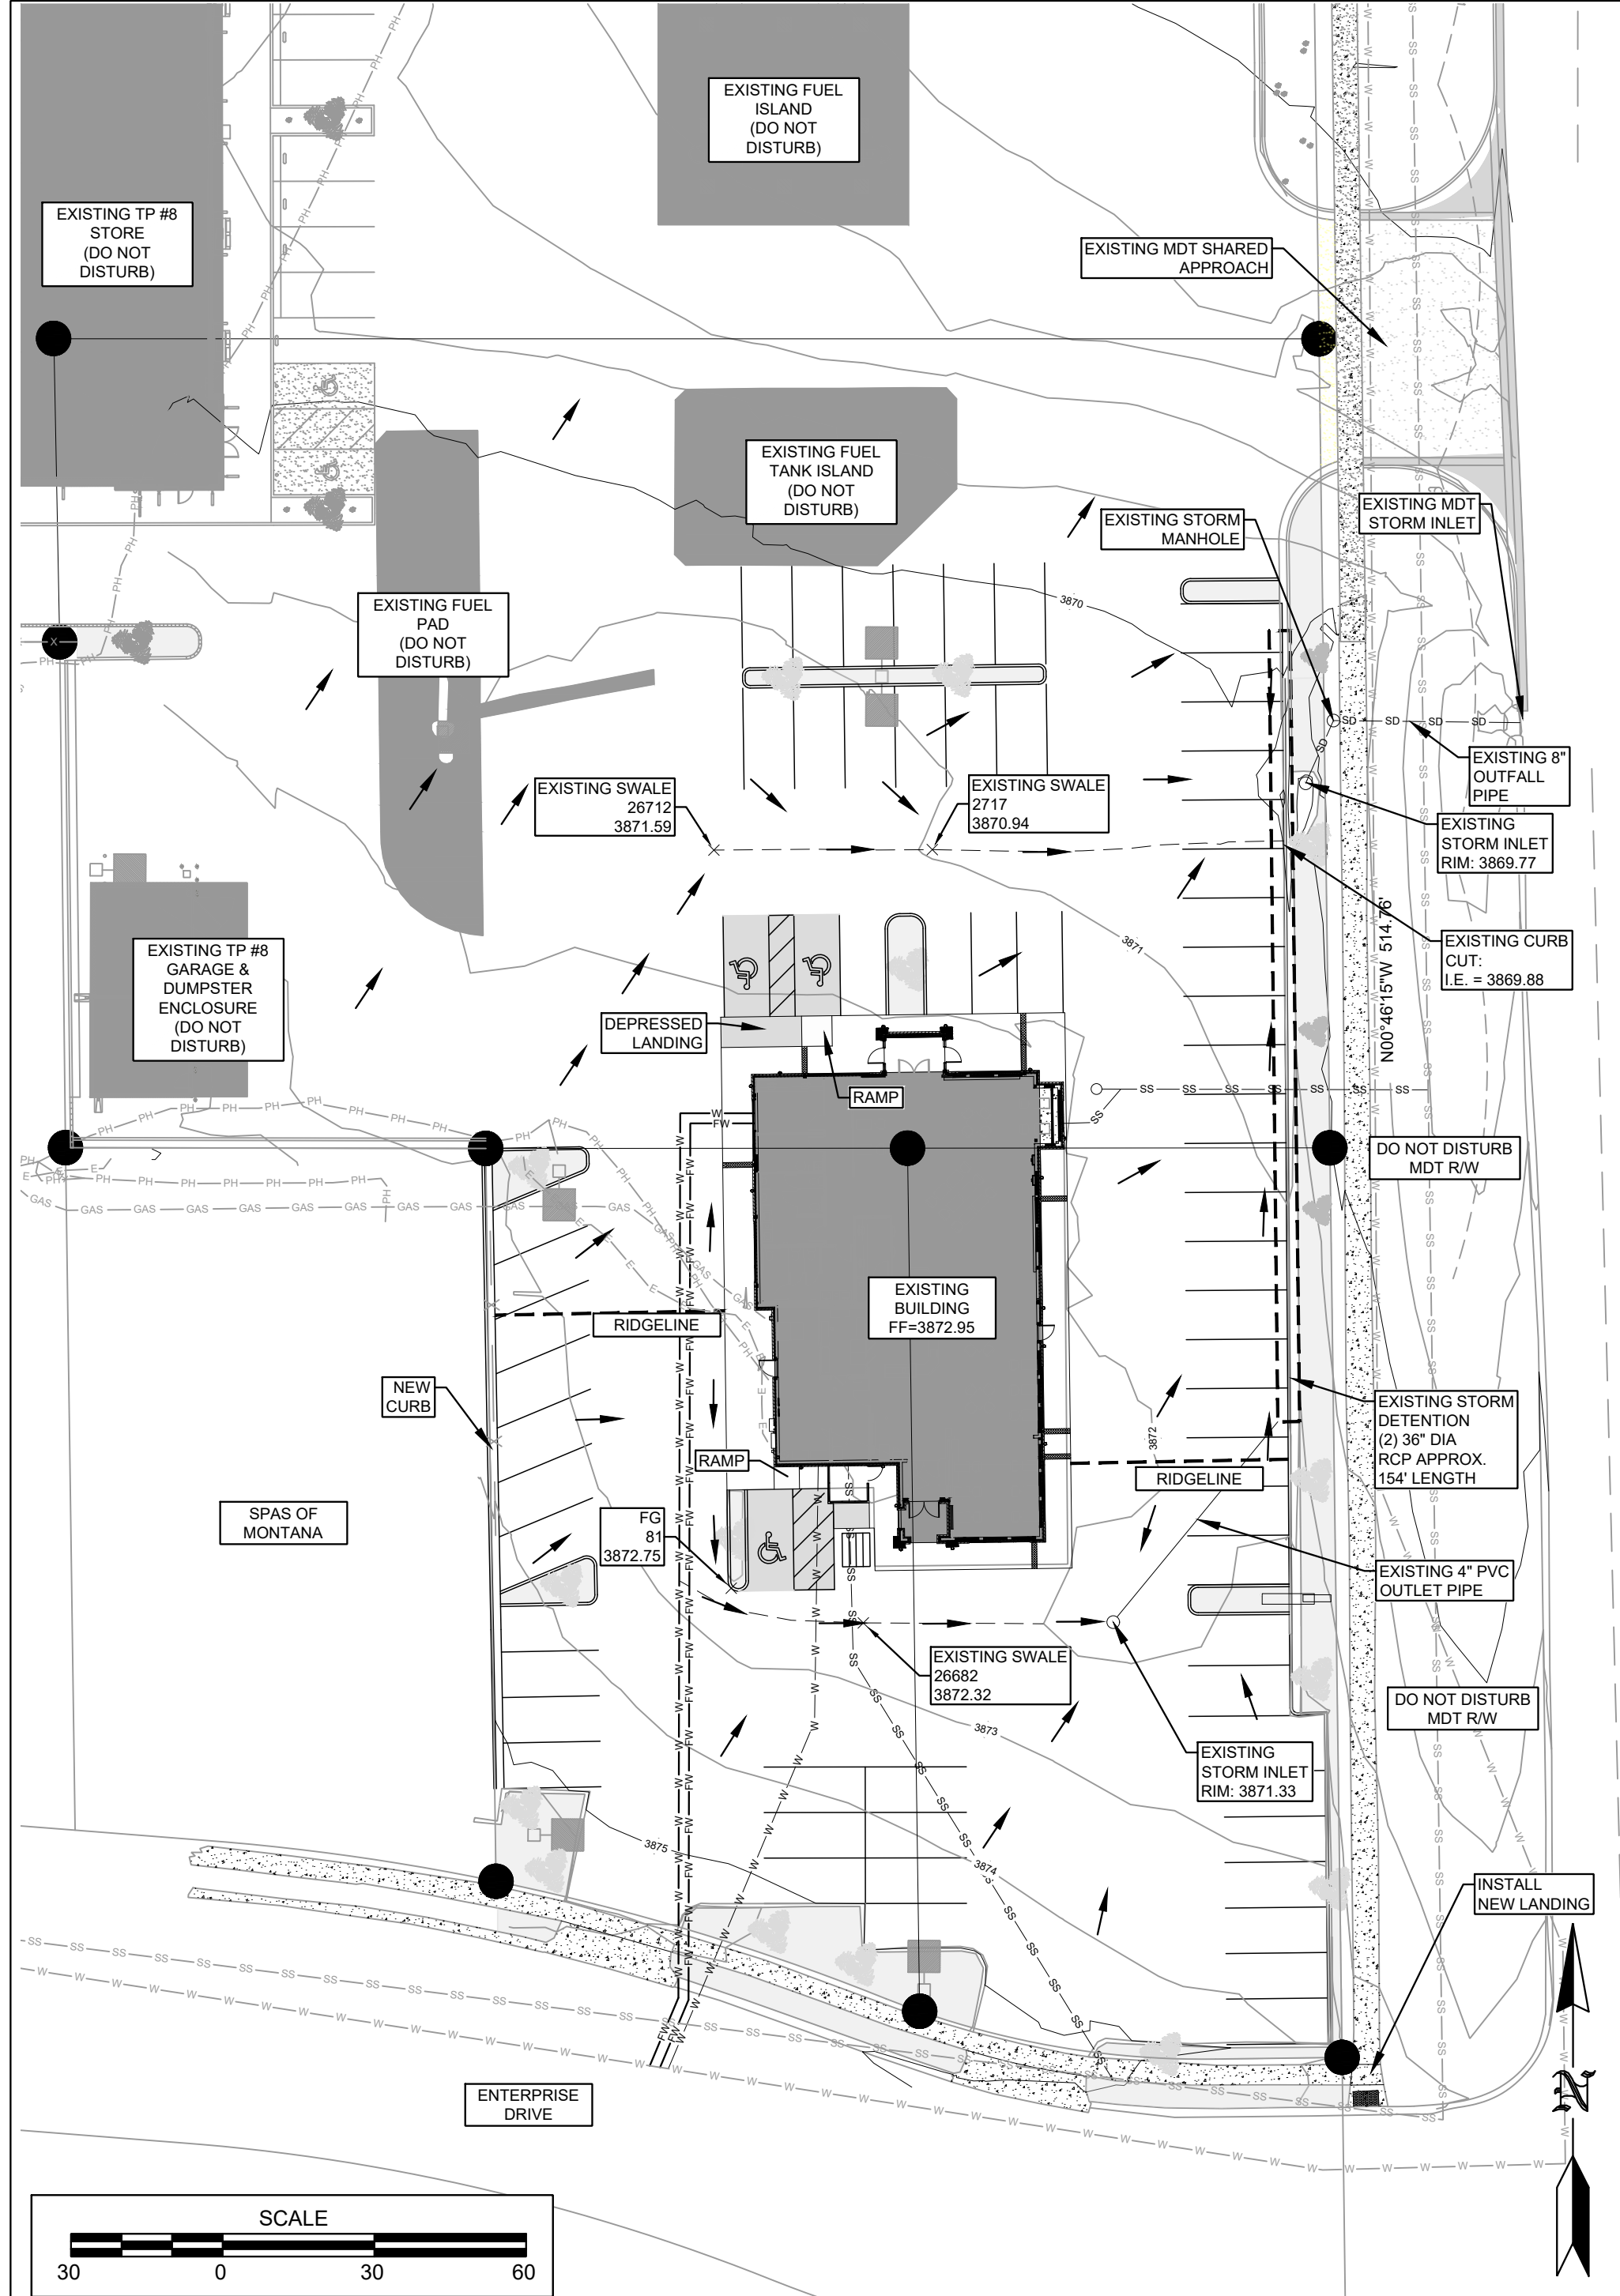 EXISTING FUEL
ISLAND
(DO NOT
DISTURB)
EXISTING TP #8
STORE
(DO NOT
DISTURB)
EXISTING MDT SHARED
APPROACH
EXISTING FUEL
TANK ISLAND
(DO NOT
DISTURB)
EXISTING MDT
STORM INLET
EXISTING STORM
MANHOLE
3870
EXISTING FUEL
PAD
(DO NOT
DISTURB)
SD
SD
SD
SD
SD
EXISTING 8"
OUTFALL
PIPE
EXISTING SWALE
26712
3871.59
EXISTING SWALE
2717
3870.94
EXISTING
STORM INLET
RIM: 3869.77
N00°46'15"W 514.76'
EXISTING CURB
CUT:
I.E. = 3869.88
3871
EXISTING TP #8
GARAGE &
DUMPSTER
ENCLOSURE
(DO NOT
DISTURB)
DEPRESSED
LANDING
RAMP
DO NOT DISTURB
MDT R/W
EXISTING
BUILDING
FF=3872.95
RIDGELINE
NEW
CURB
RAMP
3872
RIDGELINE
EXISTING STORM
DETENTION
(2) 36" DIA
RCP APPROX.
154' LENGTH
SPAS OF
MONTANA
FG
81
3872.75
EXISTING 4" PVC
OUTLET PIPE
EXISTING SWALE
26682
3872.32
DO NOT DISTURB
MDT R/W
3873
EXISTING
STORM INLET
RIM: 3871.33
3875
3874
INSTALL
NEW LANDING
ENTERPRISE
DRIVE
N
SCALE
30 0 30 60